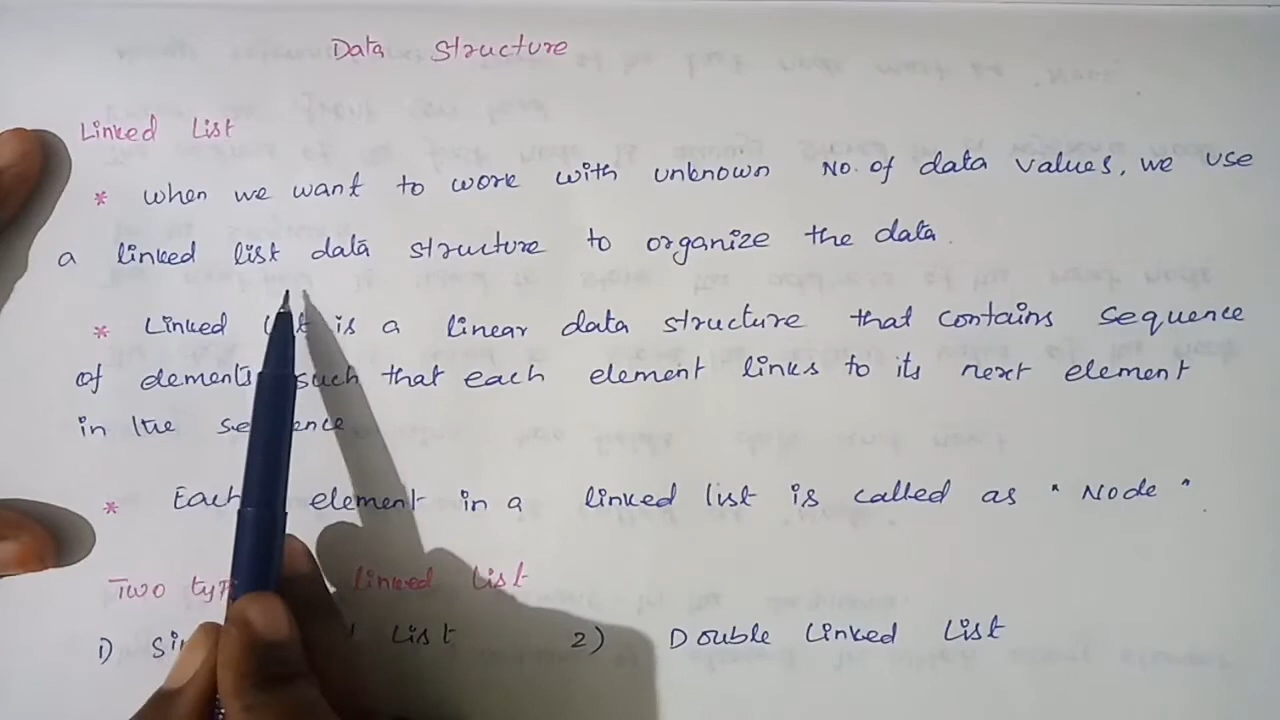 Data Structure
Linked List
* When we want to work with unknown No. of data values, we use
a linked list data structure to organize the data.
* Linked is a linear data structure that contains sequence
of elements such that each element links to its next element
in the
* Each element in a linked list is called as "Node".
Two linked list
1) List 2) Double Linked List